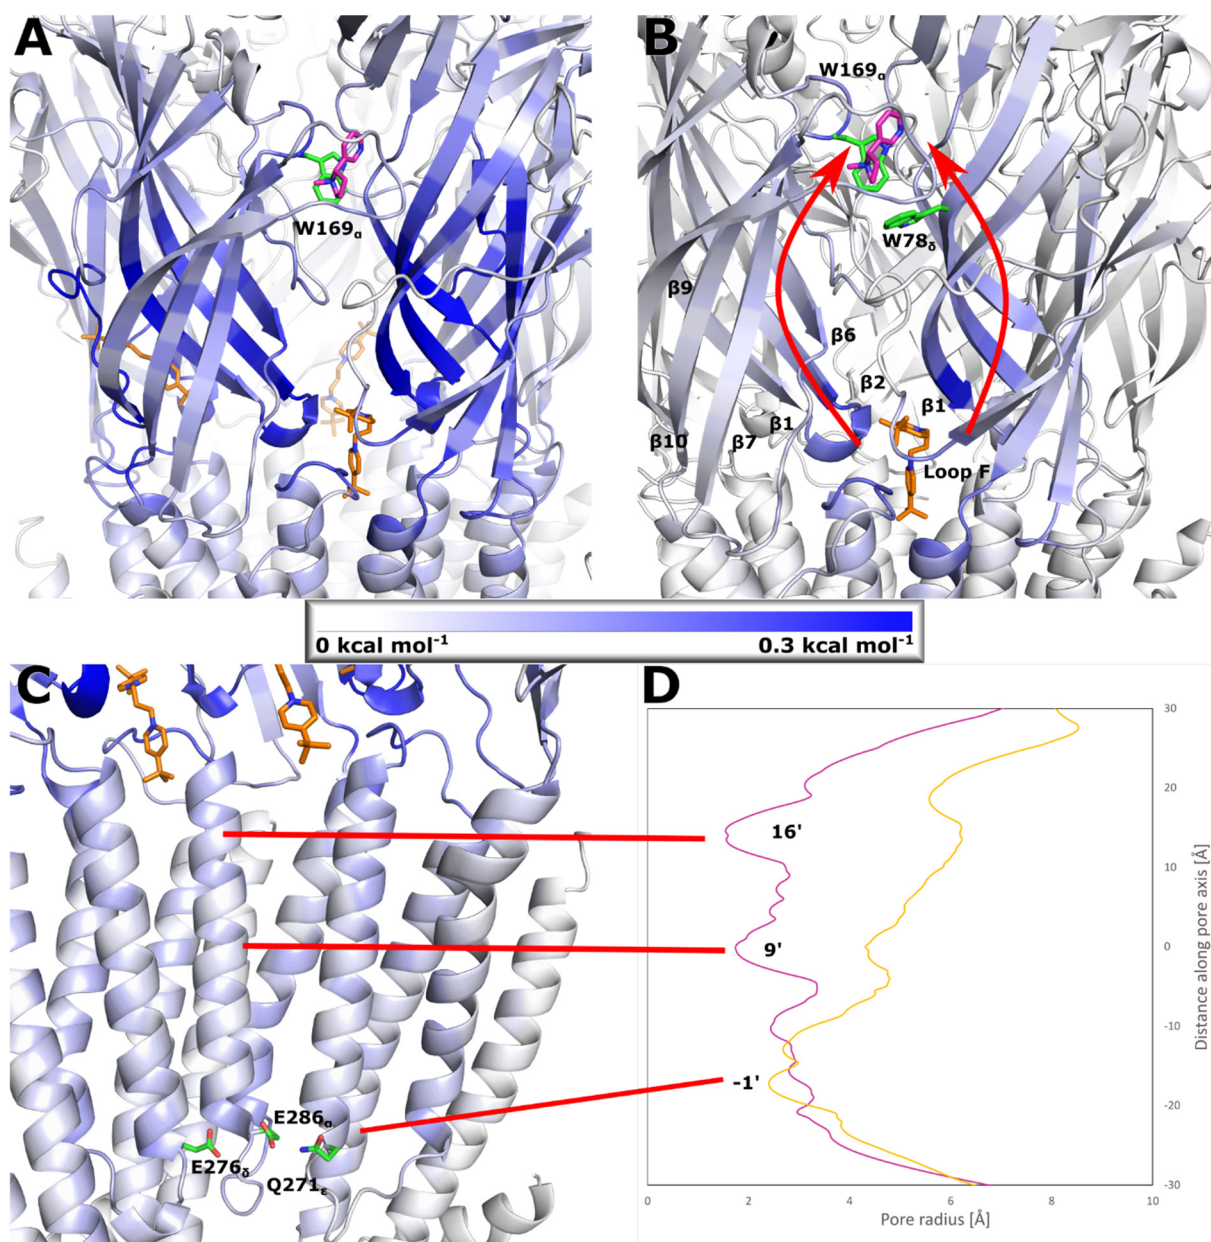 A
W169α
B
W169α
W78δ
β9
β6
β2
β1
β1
β10
β7
Loop F
0 kcal mol⁻¹
0.3 kcal mol⁻¹
C
E286α
E276δ
Q271ε
D
16'
9'
-1'
30
20
10
0
-10
-20
-30
Distance along pore axis [Å]
0
2
4
6
8
10
Pore radius [Å]